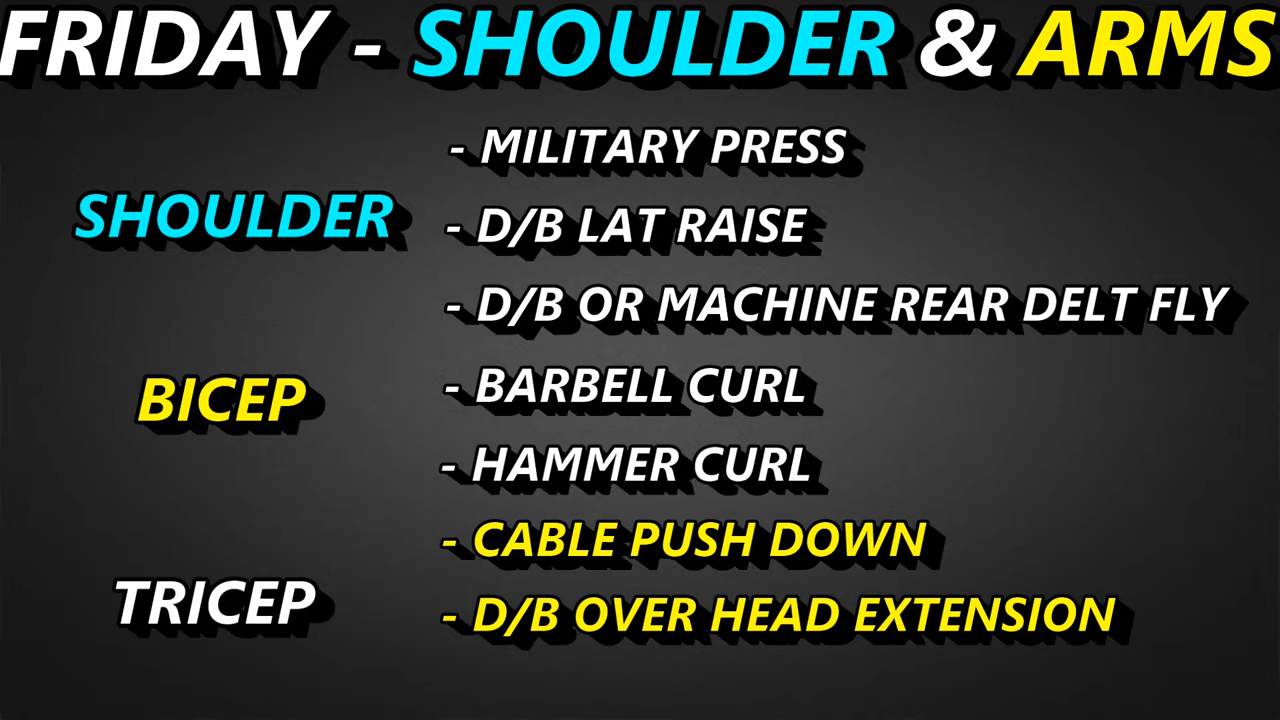 FRIDAY - SHOULDER & ARMS
SHOULDER
- MILITARY PRESS
- D/B LAT RAISE
- D/B OR MACHINE REAR DELT FLY
BICEP
- BARBELL CURL
- HAMMER CURL
TRICEP
- CABLE PUSH DOWN
- D/B OVER HEAD EXTENSION